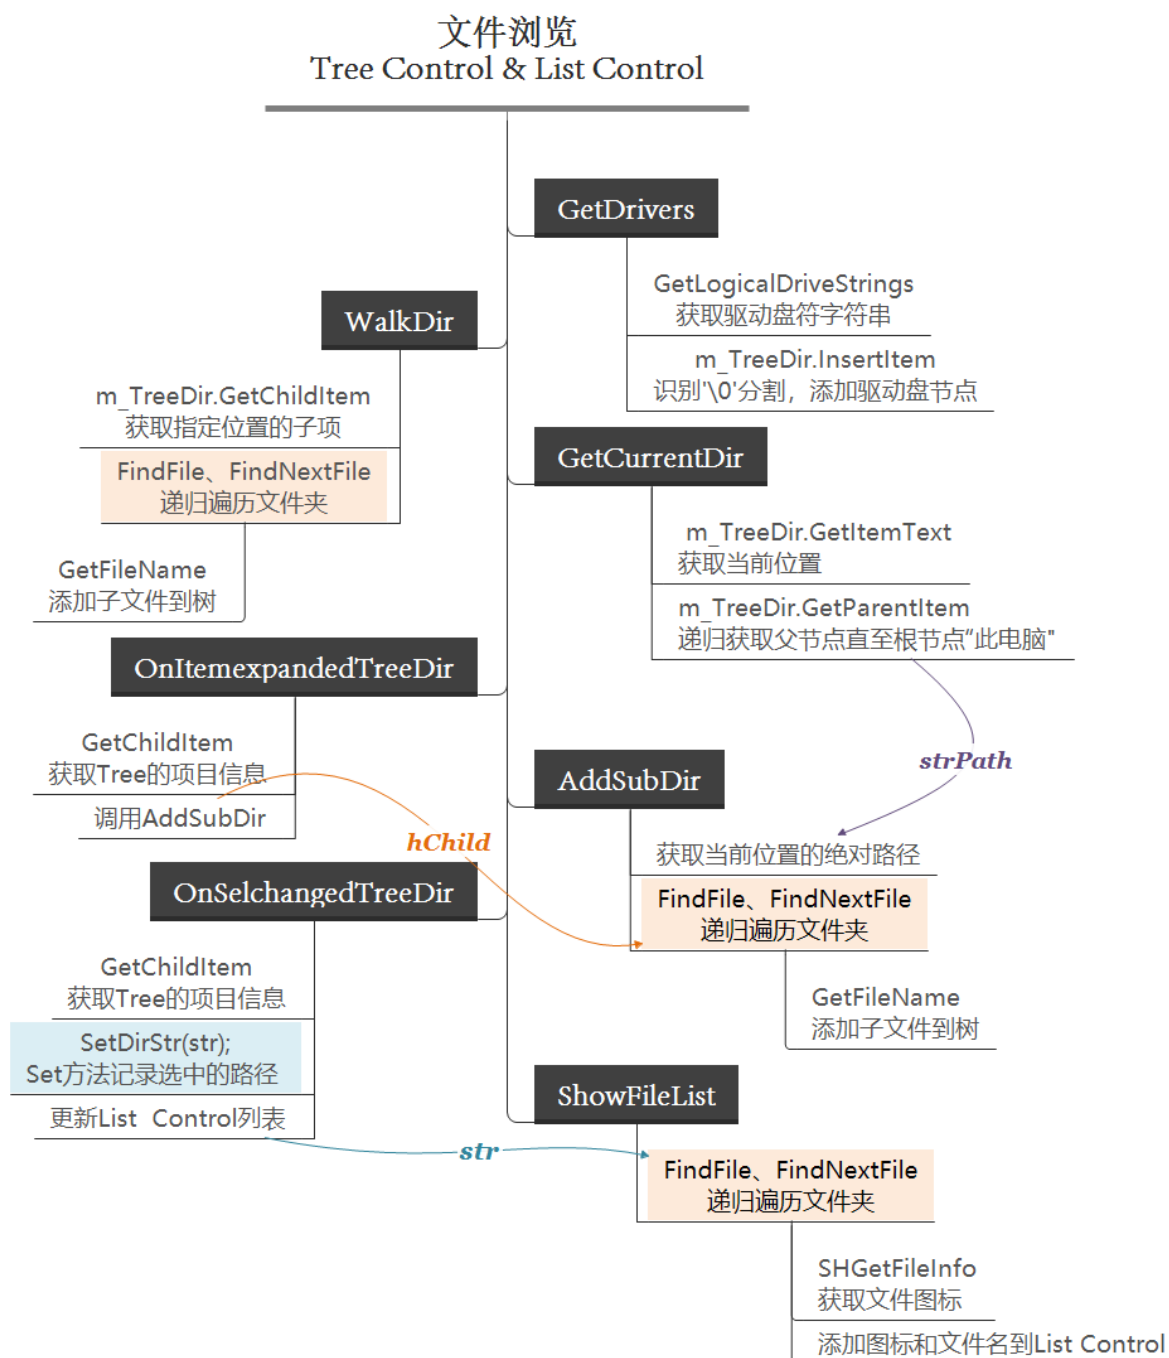 文件浏览
Tree Control & List Control
GetDrivers
GetLogicalDriveStrings
获取驱动盘符字符串
m_TreeDir.InsertItem
识别'\0'分割，添加驱动盘节点
WalkDir
m_TreeDir.GetChildItem
获取指定位置的子项
FindFile、FindNextFile
递归遍历文件夹
GetFileName
添加子文件到树
GetCurrentDir
m_TreeDir.GetItemText
获取当前位置
m_TreeDir.GetParentItem
递归获取父节点直至根节点“此电脑"
strPath
OnItemexpandedTreeDir
GetChildItem
获取Tree的项目信息
调用AddSubDir
hChild
AddSubDir
获取当前位置的绝对路径
FindFile、FindNextFile
递归遍历文件夹
GetFileName
添加子文件到树
OnSelchangedTreeDir
GetChildItem
获取Tree的项目信息
SetDirStr(str);
Set方法记录选中的路径
更新List  Control列表
str
ShowFileList
FindFile、FindNextFile
递归遍历文件夹
SHGetFileInfo
获取文件图标
添加图标和文件名到List Control